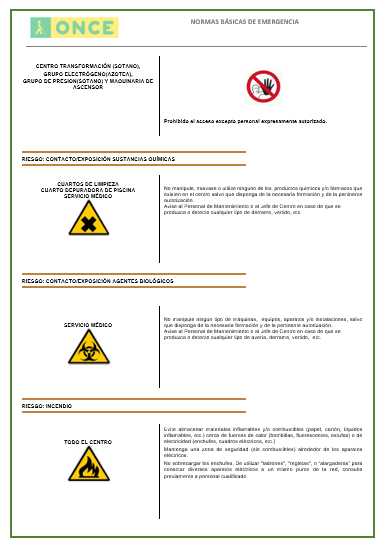 ONCE
NORMAS BÁSICAS DE EMERGENCIA
CENTRO TRANSFORMACIÓN (SOTANO),
GRUPO ELECTRÓGENO(AZOTEA),
GRUPO DE PRESION(SOTANO) Y MAQUINARIA DE
ASCENSOR
Prohibido el acceso excepto personal expresamente autorizado.
RIESGO: CONTACTO/EXPOSICIÓN SUSTANCIAS QUÍMICAS
CUARTOS DE LIMPIEZA
CUARTO DEPURADORA DE PISCINA
SERVICIO MÉDICO
No manipule, trasvase o utilice ninguno de los productos químicos y/o fármacos que
existen en el centro salvo que disponga de la necesaria formación y de la pertinente
autorización.
Avise al Personal de Mantenimiento o al Jefe de Centro en caso de que se
produzca o detecte cualquier tipo de derrame, vertido, etc
RIESGO: CONTACTO/EXPOSICIÓN AGENTES BIOLÓGICOS
SERVICIO MÉDICO
No manipule ningún tipo de máquinas, equipos, aparatos y/o instalaciones, salvo
que disponga de la necesaria formación y de la pertinente autorización.
Avise al Personal de Mantenimiento o al Jefe de Centro en caso de que se
produzca o detecte cualquier tipo de avería, derrame, vertido, etc.
RIESGO: INCENDIO
TODO EL CENTRO
Evite almacenar materiales inflamables y/o combustibles (papel, cartón, líquidos
inflamables, etc.) cerca de fuentes de calor (bombillas, fluorescentes, estufas) o de
electricidad (enchufes, cuadros eléctricos, etc.)
Mantenga una zona de seguridad (sin combustibles) alrededor de los aparatos
eléctricos.
No sobrecargar los enchufes. De utilizar "ladrones", "regletas", o "alargaderas" para
conectar diversos aparatos eléctricos a un mismo punto de la red, consulte
previamente a personal cualificado